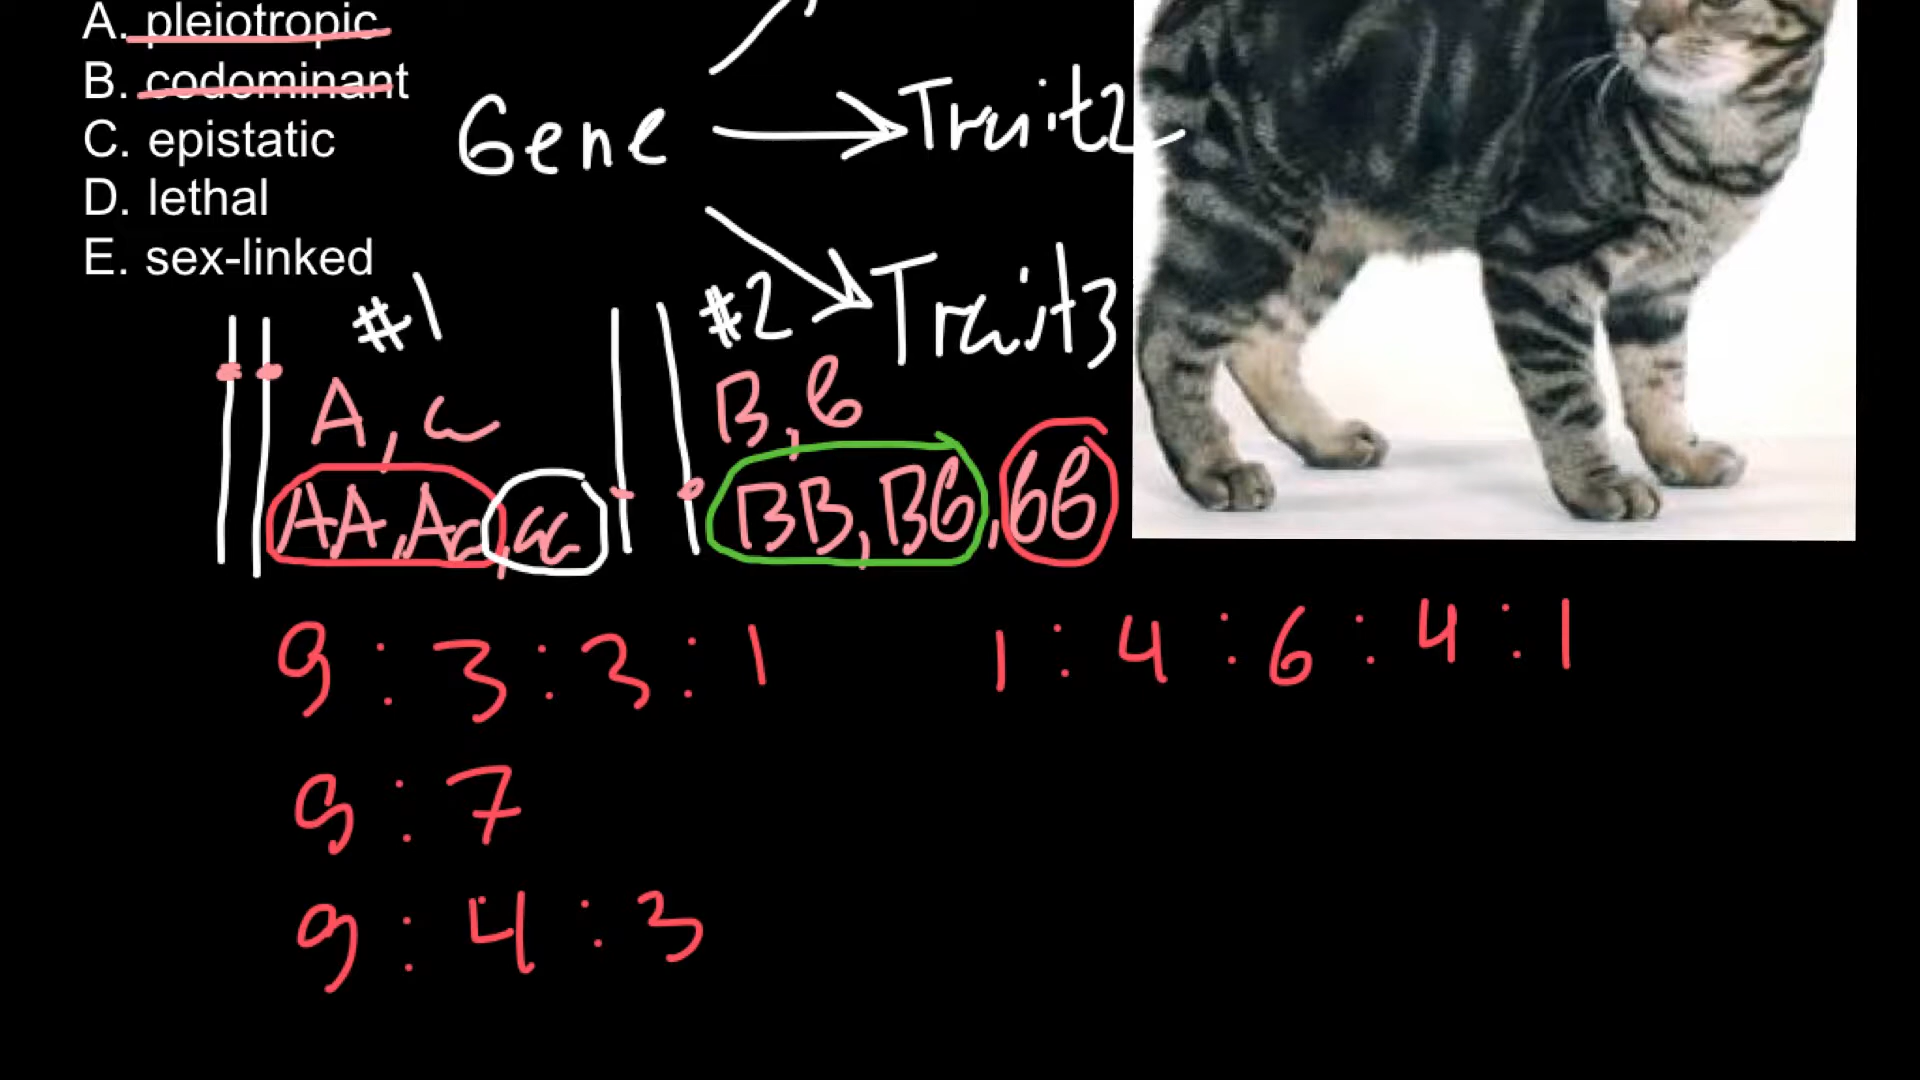 A. pleiotropic
B. codominant
C. epistatic
D. lethal
E. sex-linked
Gene
Trait2
Trait3
#1
#2
A, a
B, b
AA, Aa, aa
BB, Bb, bb
9 : 3 : 3 : 1
1 : 4 : 6 : 4 : 1
9 : 7
9 : 4 : 3